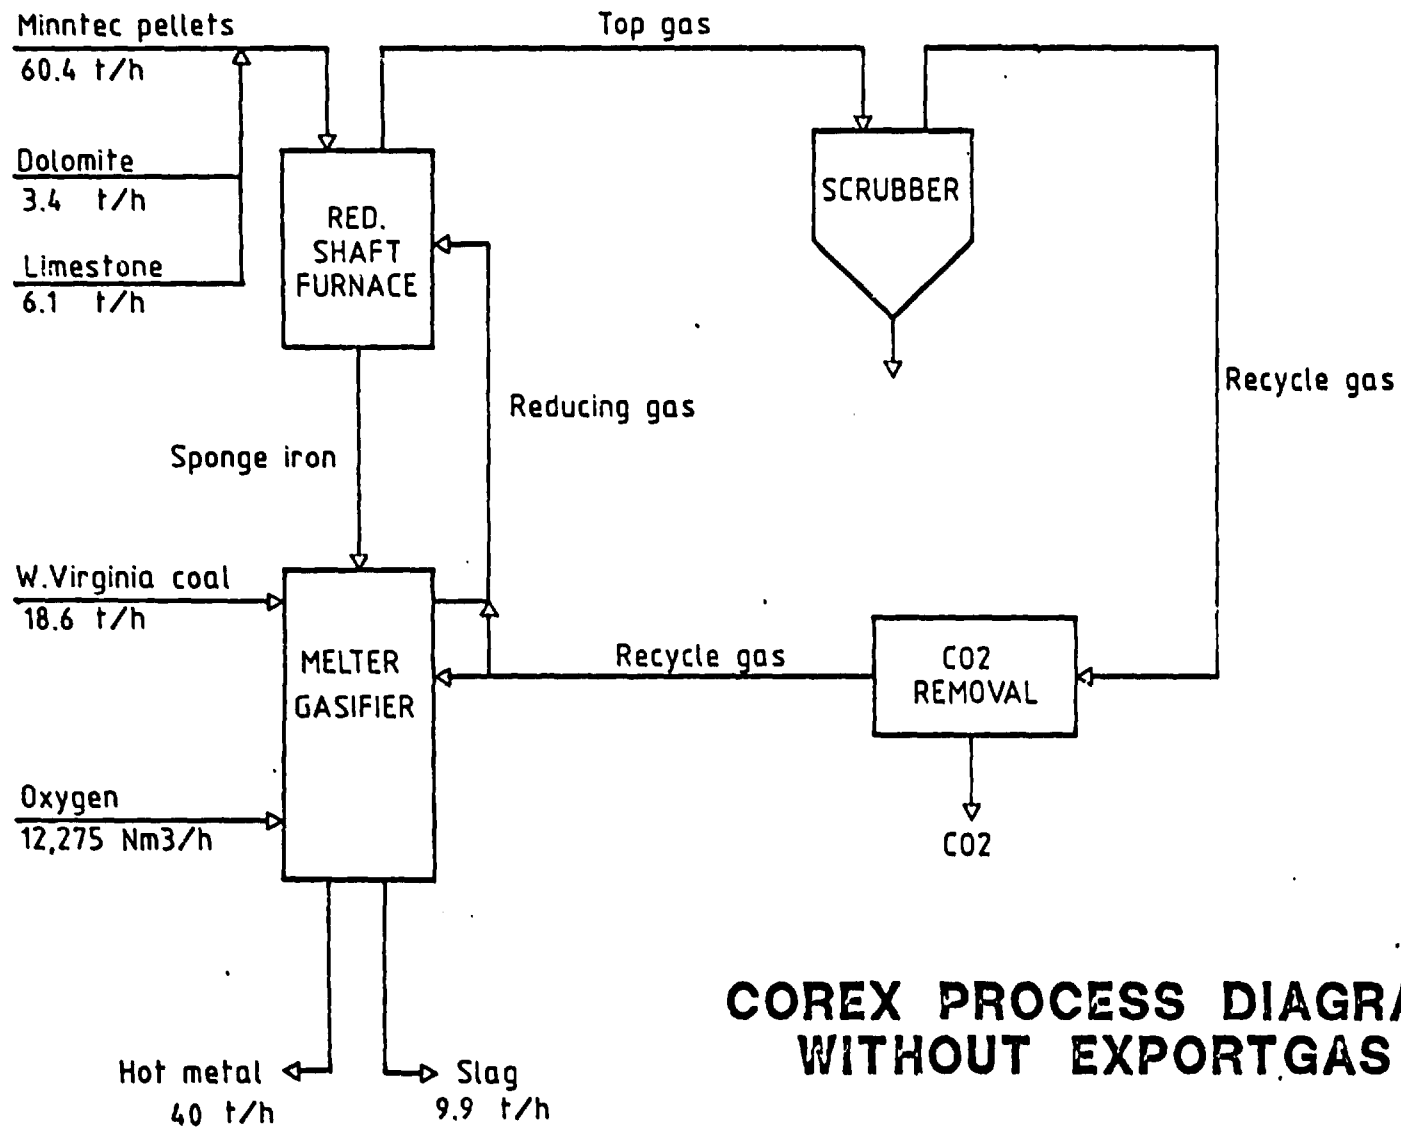 Minntec pellets
60.4 t/h
Top gas
Dolomite
3.4 t/h
SCRUBBER
RED.
SHAFT
FURNACE
Limestone
6.1 t/h
Recycle gas
Reducing gas
Sponge iron
W.Virginia coal
18.6 t/h
MELTER
GASIFIER
Recycle gas
CO2
REMOVAL
Oxygen
12,275 Nm3/h
CO2
Hot metal
40 t/h
Slag
9.9 t/h
COREX PROCESS DIAGRA
WITHOUT EXPORTGAS